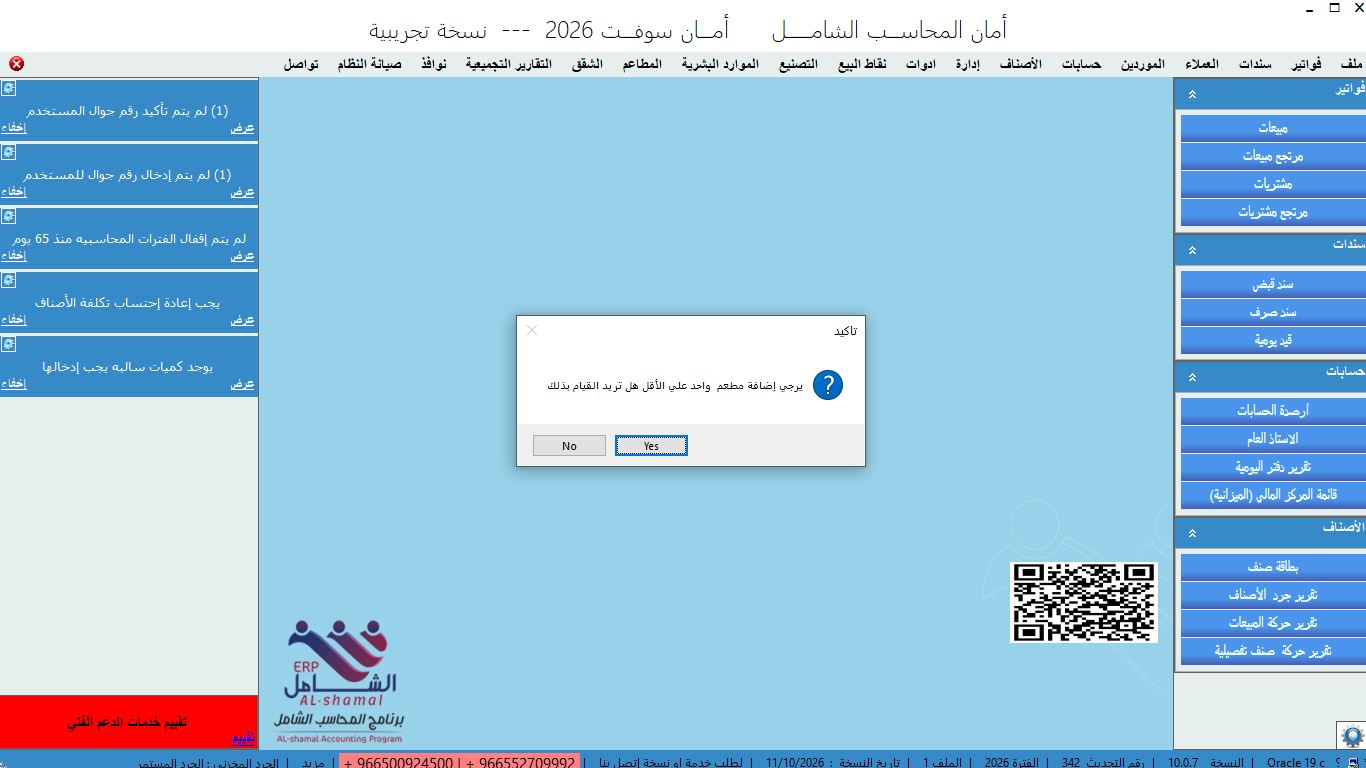 أمان المحاســب الشامــــل أمــان سوفــت 2026 --- نسخة تجريبية
ملف فواتير سندات العملاء الموردين حسابات الأصناف إدارة ادوات نقاط البيع التصنيع الموارد البشرية المطاعم الشقق التقارير التجميعية نوافذ صيانة النظام تواصل
فواتير
مبيعات
مرتجع مبيعات
مشتريات
مرتجع مشتريات
سندات
سند قبض
سند صرف
قيد يومية
حسابات
أرصدة الحسابات
الاستاذ العام
تقرير دفتر اليومية
قائمة المركز المالي (الميزانية)
الأصناف
بطاقة صنف
تقرير جرد الأصناف
تقرير حركة المبيعات
تقرير حركة صنف تفصيلية
تاكيد
يرجي إضافة مطعم واحد علي الأقل هل تريد القيام بذلك
Yes
No
(1) لم يتم تأكيد رقم جوال المستخدم
عرض إخفاء
(1) لم يتم إدخال رقم جوال للمستخدم
عرض إخفاء
لم يتم إقفال الفترات المحاسبيه منذ 65 يوم
عرض إخفاء
يجب إعادة إحتساب تكلفة الأصناف
عرض إخفاء
يوجد كميات سالبه يجب إدخالها
عرض إخفاء
ERP
الشامل
AL-shamal
برنامج المحاسب الشامل
AL-shamal Accounting Program
تقييم خدمات الدعم الفني
تقييم
؟ Oracle 19 c | النسخة 10.0.7 | رقم التحديث 342 | الفترة 2026 | الملف 1 | تاريخ النسخة : 11/10/2026 | لطلب خدمة او نسخة إتصل بنا | + 966552709992 | + 966500924500 | مزيد | الجرد المخزني : الجرد المستمر